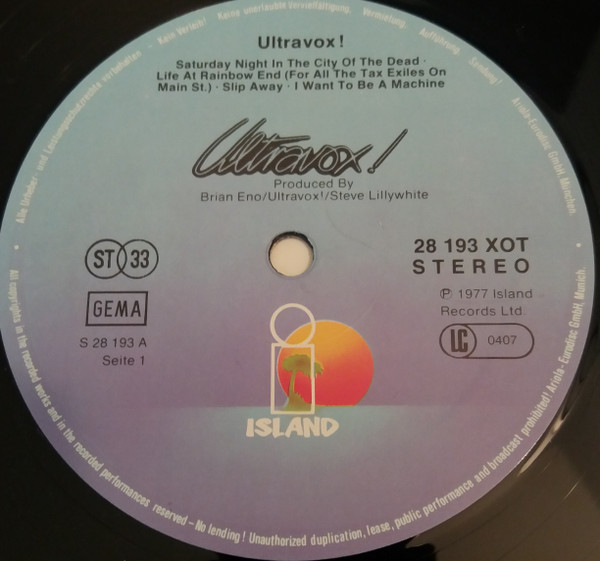 Ultravox!
Saturday Night In The City Of The Dead ·
Life At Rainbow End (For All The Tax Exiles On
Main St.) · Slip Away · I Want To Be A Machine
Ultravox!
Produced By
Brian Eno/Ultravox!/Steve Lillywhite
ST 33
28 193 XOT
STEREO
GEMA
℗ 1977 Island
Records Ltd.
S 28 193 A
Seite 1
LC 0407
i
ISLAND
Alle Urheber- und Leistungsschutzrechte vorbehalten - Kein Verleih! Keine unerlaubte Vervielfältigung, Vermietung, Aufführung, Sendung! Ariola-Eurodisc GmbH, München.
All copyrights in the recorded works and in the recorded performances reserved – No lending! Unauthorized duplication, lease, public performance and broadcast prohibited! Ariola-Eurodisc GmbH, Munich.